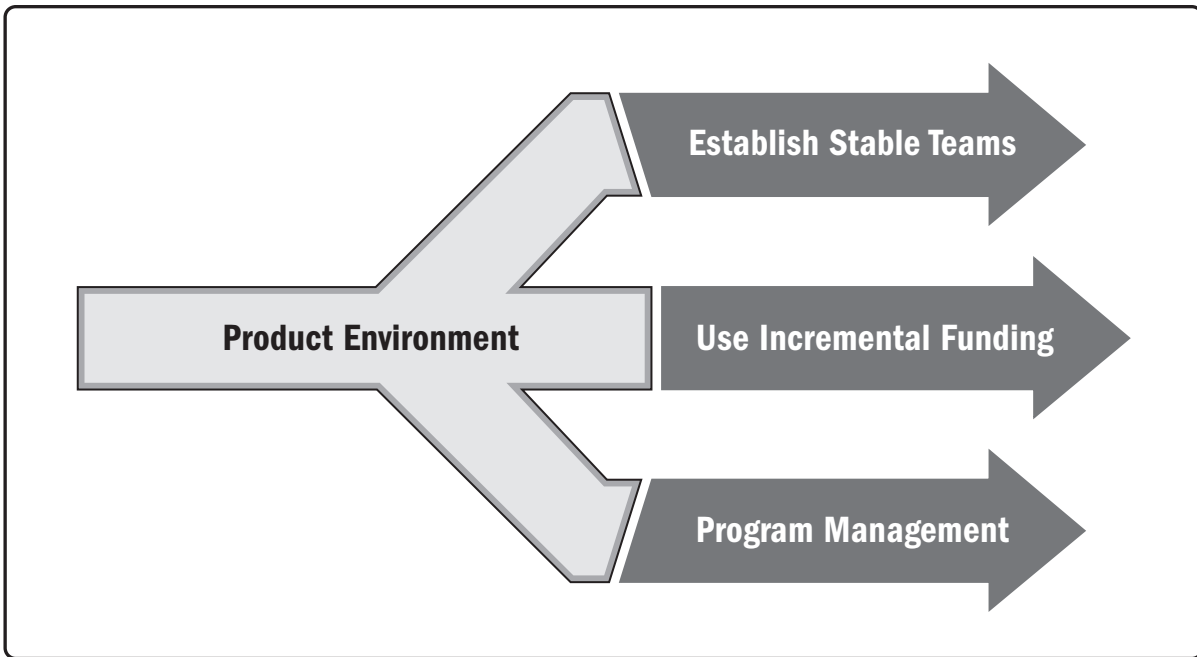 Establish Stable Teams
Product Environment
Use Incremental Funding
Program Management